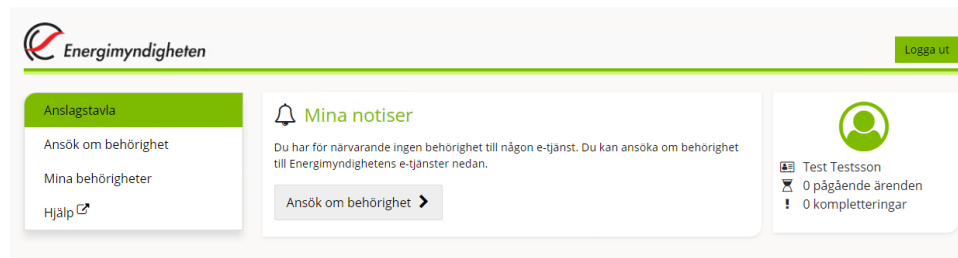 Energimyndigheten
Logga ut
Anslagstavla
Ansök om behörighet
Mina behörigheter
Hjälp
Mina notiser
Du har för närvarande ingen behörighet till någon e-tjänst. Du kan ansöka om behörighet
till Energimyndighetens e-tjänster nedan.
Ansök om behörighet
Test Testsson
0 pågående ärenden
0 kompletteringar